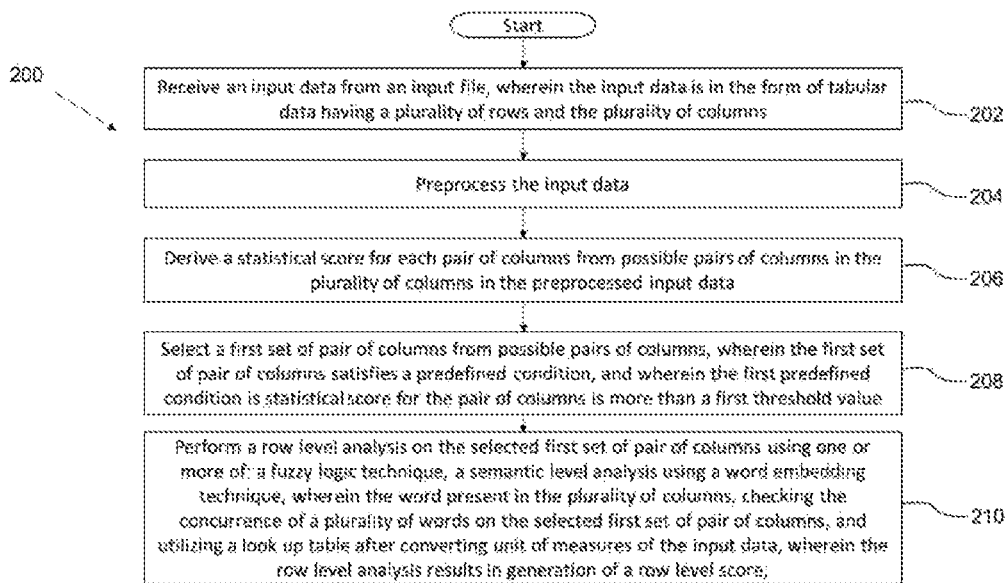 Start
200
Receive an input data from an input file, wherein the input data is in the form of tabular
data having a plurality of rows and the plurality of columns
202
Preprocess the input data
204
Derive a statistical score for each pair of columns from possible pairs of columns in the
plurality of columns in the preprocessed input data
206
Select a first set of pair of columns from possible pairs of columns, wherein the first set
of pair of columns satisfies a predefined condition, and wherein the first predefined
condition is statistical score for the pair of columns is more than a first threshold value
208
Perform a row level analysis on the selected first set of pair of columns using one or
more of: a fuzzy logic technique, a semantic level analysis using a word embedding
technique, wherein the word present in the plurality of columns, checking the
concurrence of a plurality of words on the selected first set of pair of columns, and
utilizing a look up table after converting unit of measures of the input data, wherein the
row level analysis results in generation of a row level score;
210